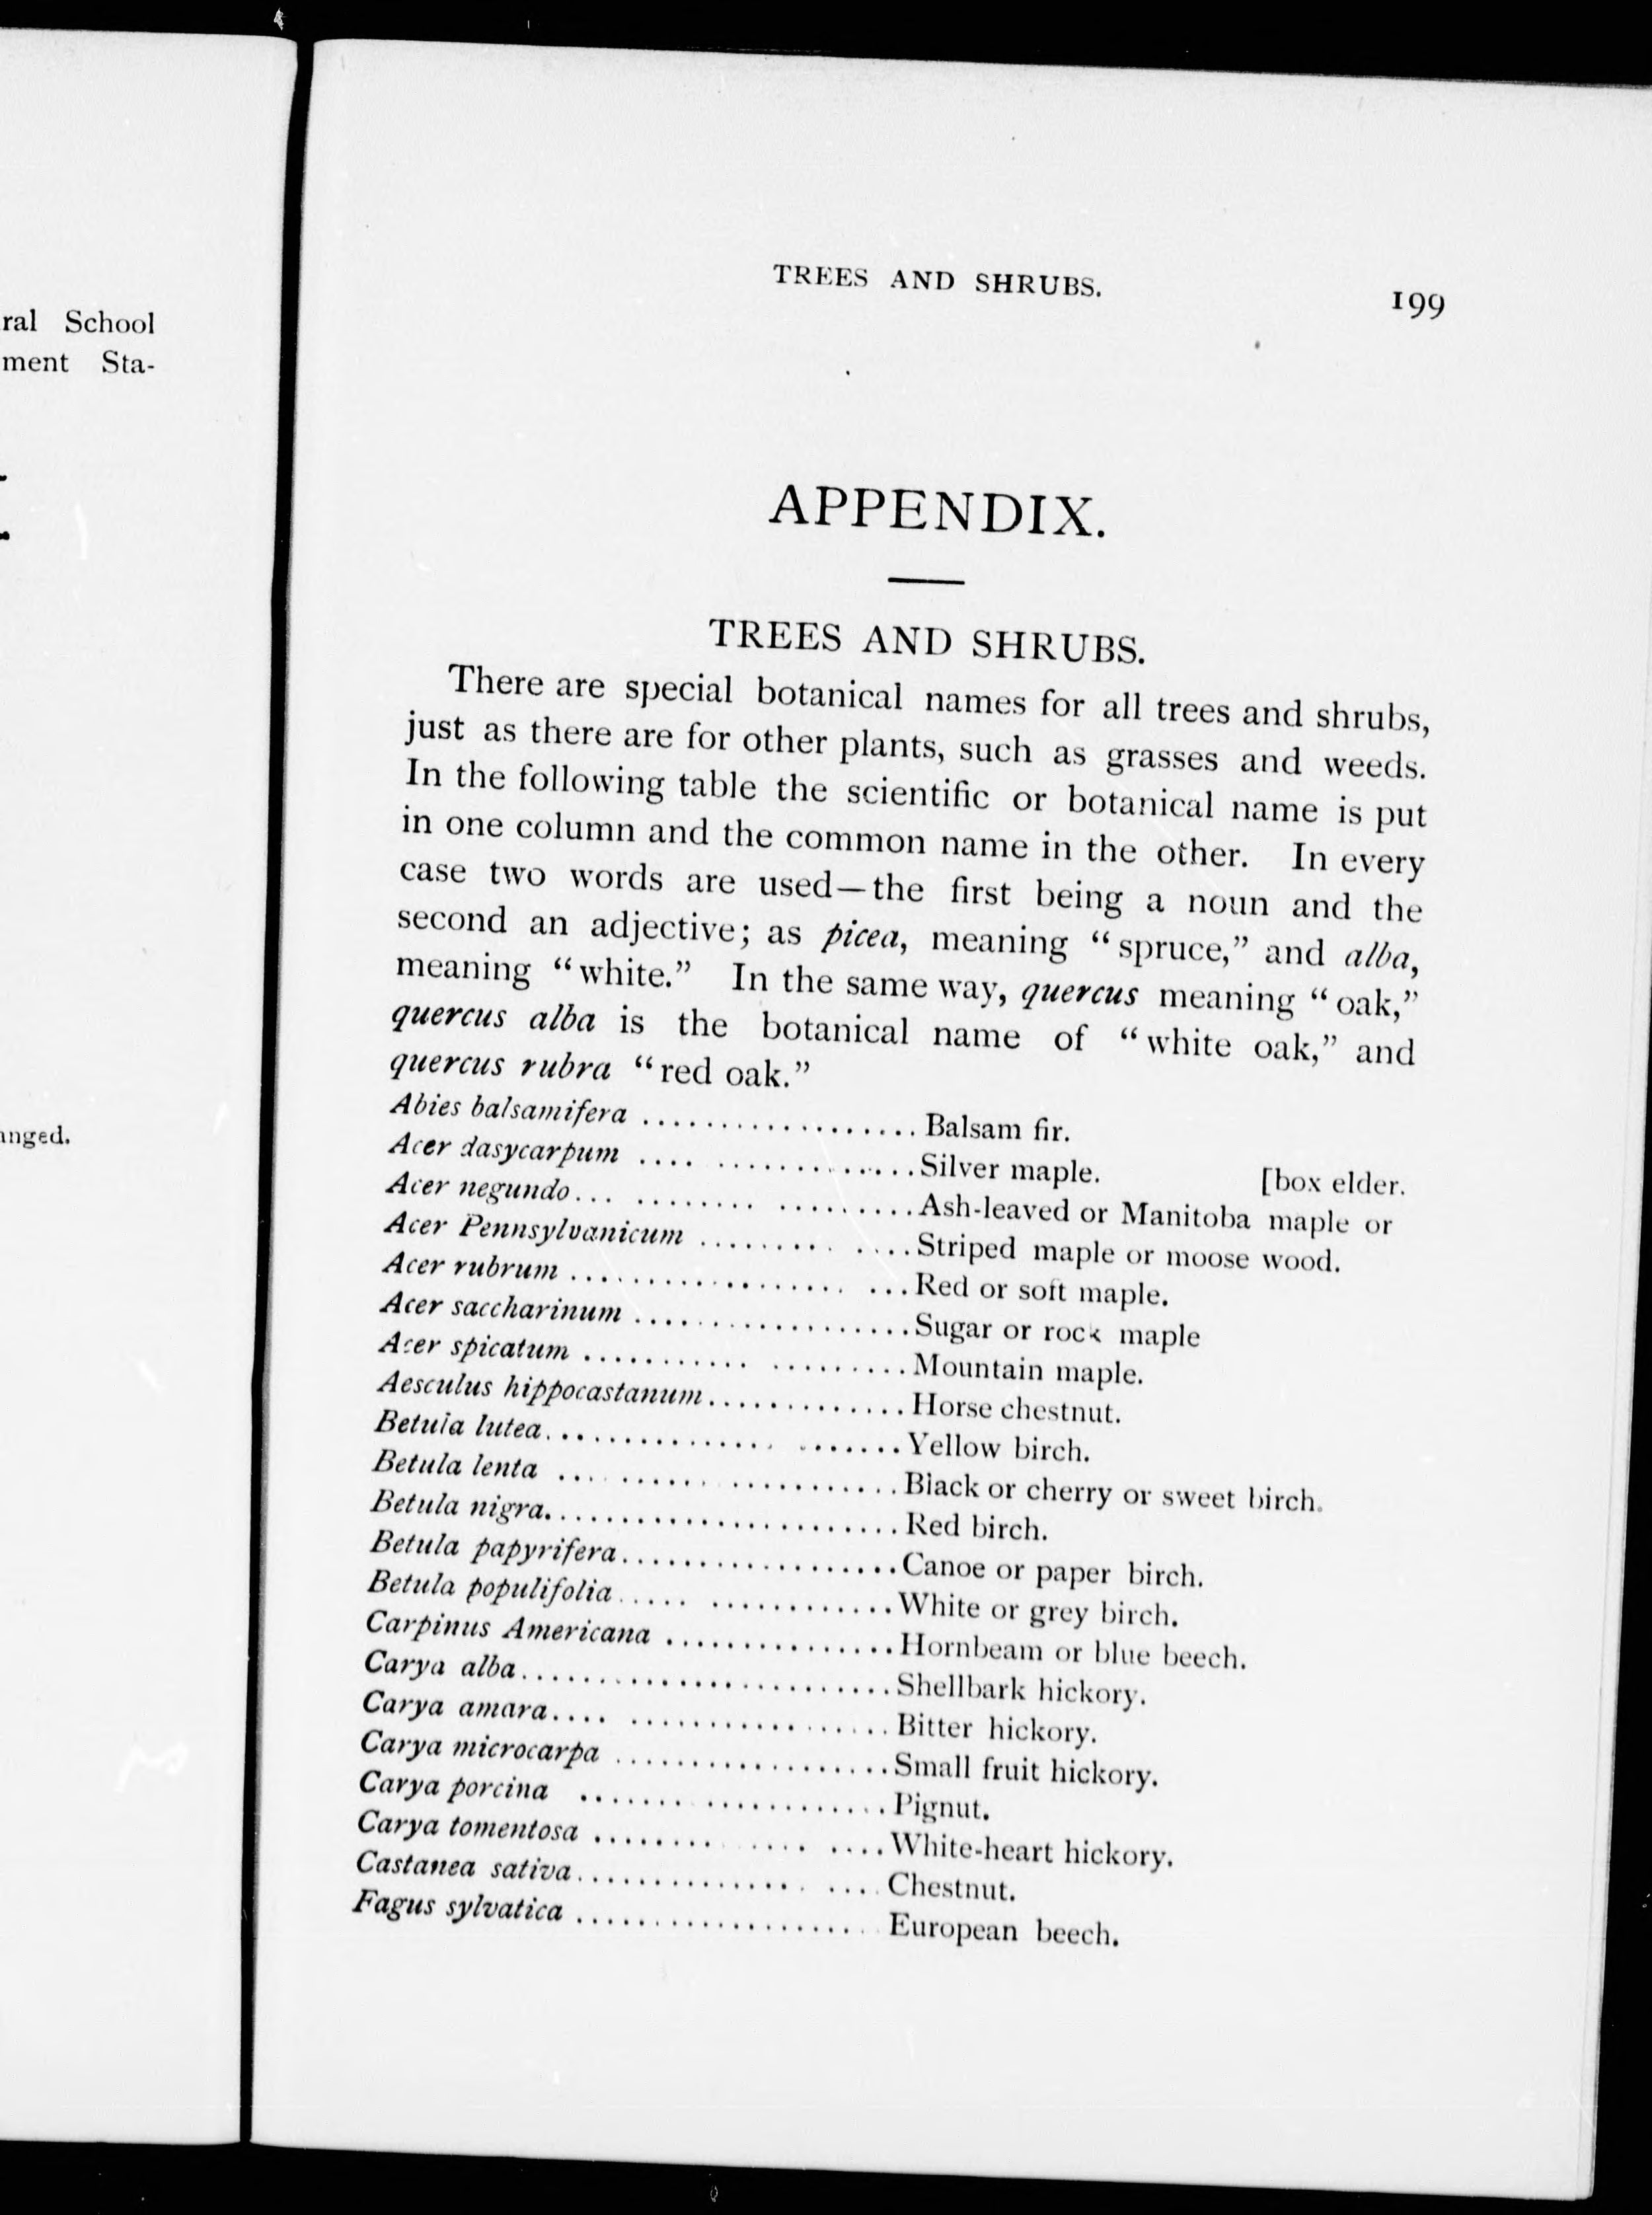 ral School
ment Sta-
anged.
TREES AND SHRUBS. 199
APPENDIX.
TREES AND SHRUBS.
There are special botanical names for all trees and shrubs,
just as there are for other plants, such as grasses and weeds.
In the following table the scientific or botanical name is put
in one column and the common name in the other. In every
case two words are used—the first being a noun and the
second an adjective; as picea, meaning "spruce," and alba,
meaning "white." In the same way, quercus meaning "oak,"
quercus alba is the botanical name of "white oak," and
quercus rubra "red oak."
Abies balsamifera .................. Balsam fir.
Acer dasycarpum .... ............. Silver maple. [box elder.
Acer negundo... ........ ......... Ash-leaved or Manitoba maple or
Acer Pennsylvanicum ......... .... Striped maple or moose wood.
Acer rubrum .................. ... Red or soft maple.
Acer saccharinum .................. Sugar or rock maple
Acer spicatum ........... ......... Mountain maple.
Aesculus hippocastanum............. Horse chestnut.
Betula lutea............... ....... Yellow birch.
Betula lenta .......... ........... Black or cherry or sweet birch.
Betula nigra....................... Red birch.
Betula papyrifera.................. Canoe or paper birch.
Betula populifolia..... ............ White or grey birch.
Carpinus Americana ............... Hornbeam or blue beech.
Carya alba........................ Shellbark hickory.
Carya amara.... ................. Bitter hickory.
Carya microcarpa .................. Small fruit hickory.
Carya porcina .................... Pignut.
Carya tomentosa ........ .... .... White-heart hickory.
Castanea sativa............... .... Chestnut.
Fagus sylvatica ................... European beech.